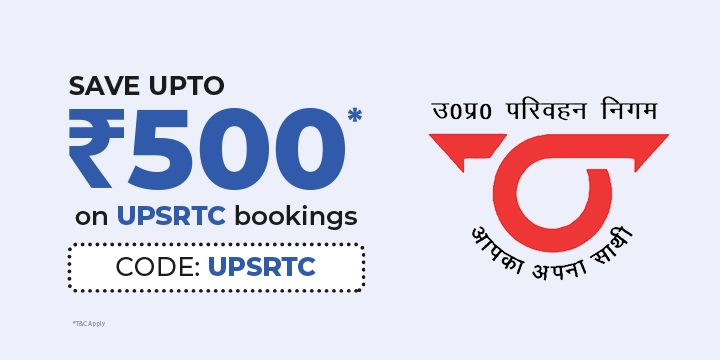 SAVE UPTO
₹500*
on UPSRTC bookings
CODE: UPSRTC
*T&C Apply
उ0प्र0 परिवहन निगम
आपका अपना साथी